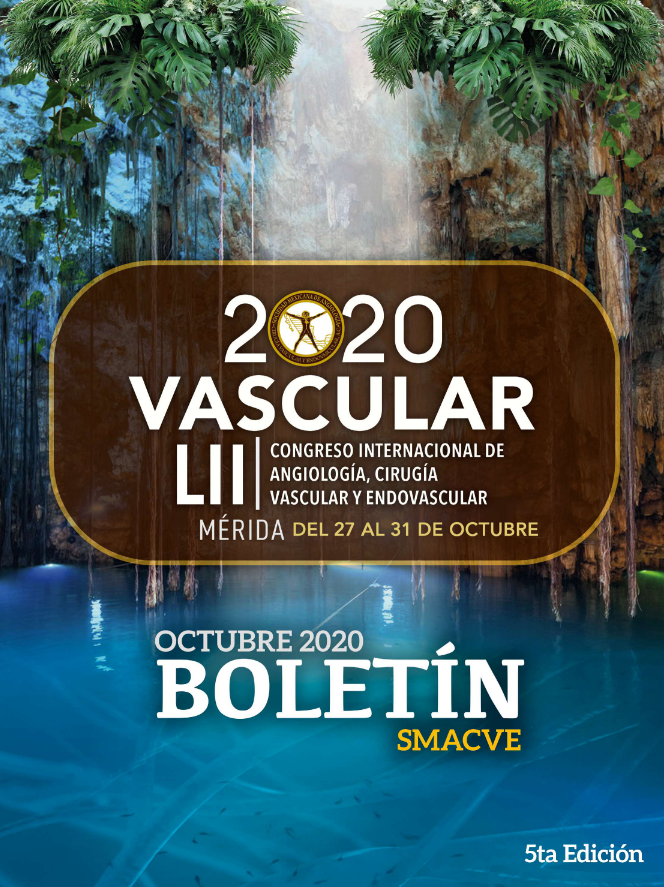 2020
VASCULAR
LII
CONGRESO INTERNACIONAL DE
ANGIOLOGÍA, CIRUGÍA
VASCULAR Y ENDOVASCULAR
MÉRIDA DEL 27 AL 31 DE OCTUBRE
OCTUBRE 2020
BOLETÍN
SMACVE
5ta Edición